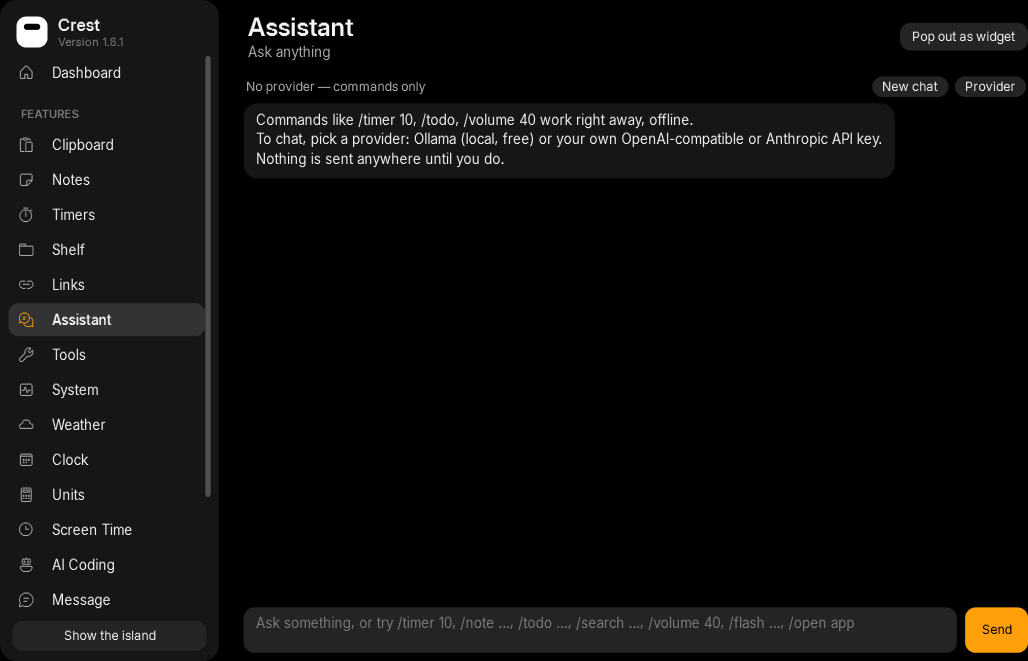 Crest
Version 1.8.1
Dashboard
FEATURES
Clipboard
Notes
Timers
Shelf
Links
Assistant
Tools
System
Weather
Clock
Units
Screen Time
AI Coding
Message
Show the island
Assistant
Ask anything
Pop out as widget
No provider — commands only
New chat
Provider
Commands like /timer 10, /todo, /volume 40 work right away, offline.
To chat, pick a provider: Ollama (local, free) or your own OpenAI-compatible or Anthropic API key.
Nothing is sent anywhere until you do.
Ask something, or try /timer 10, /note ..., /todo ..., /search ..., /volume 40, /flash ..., /open app
Send